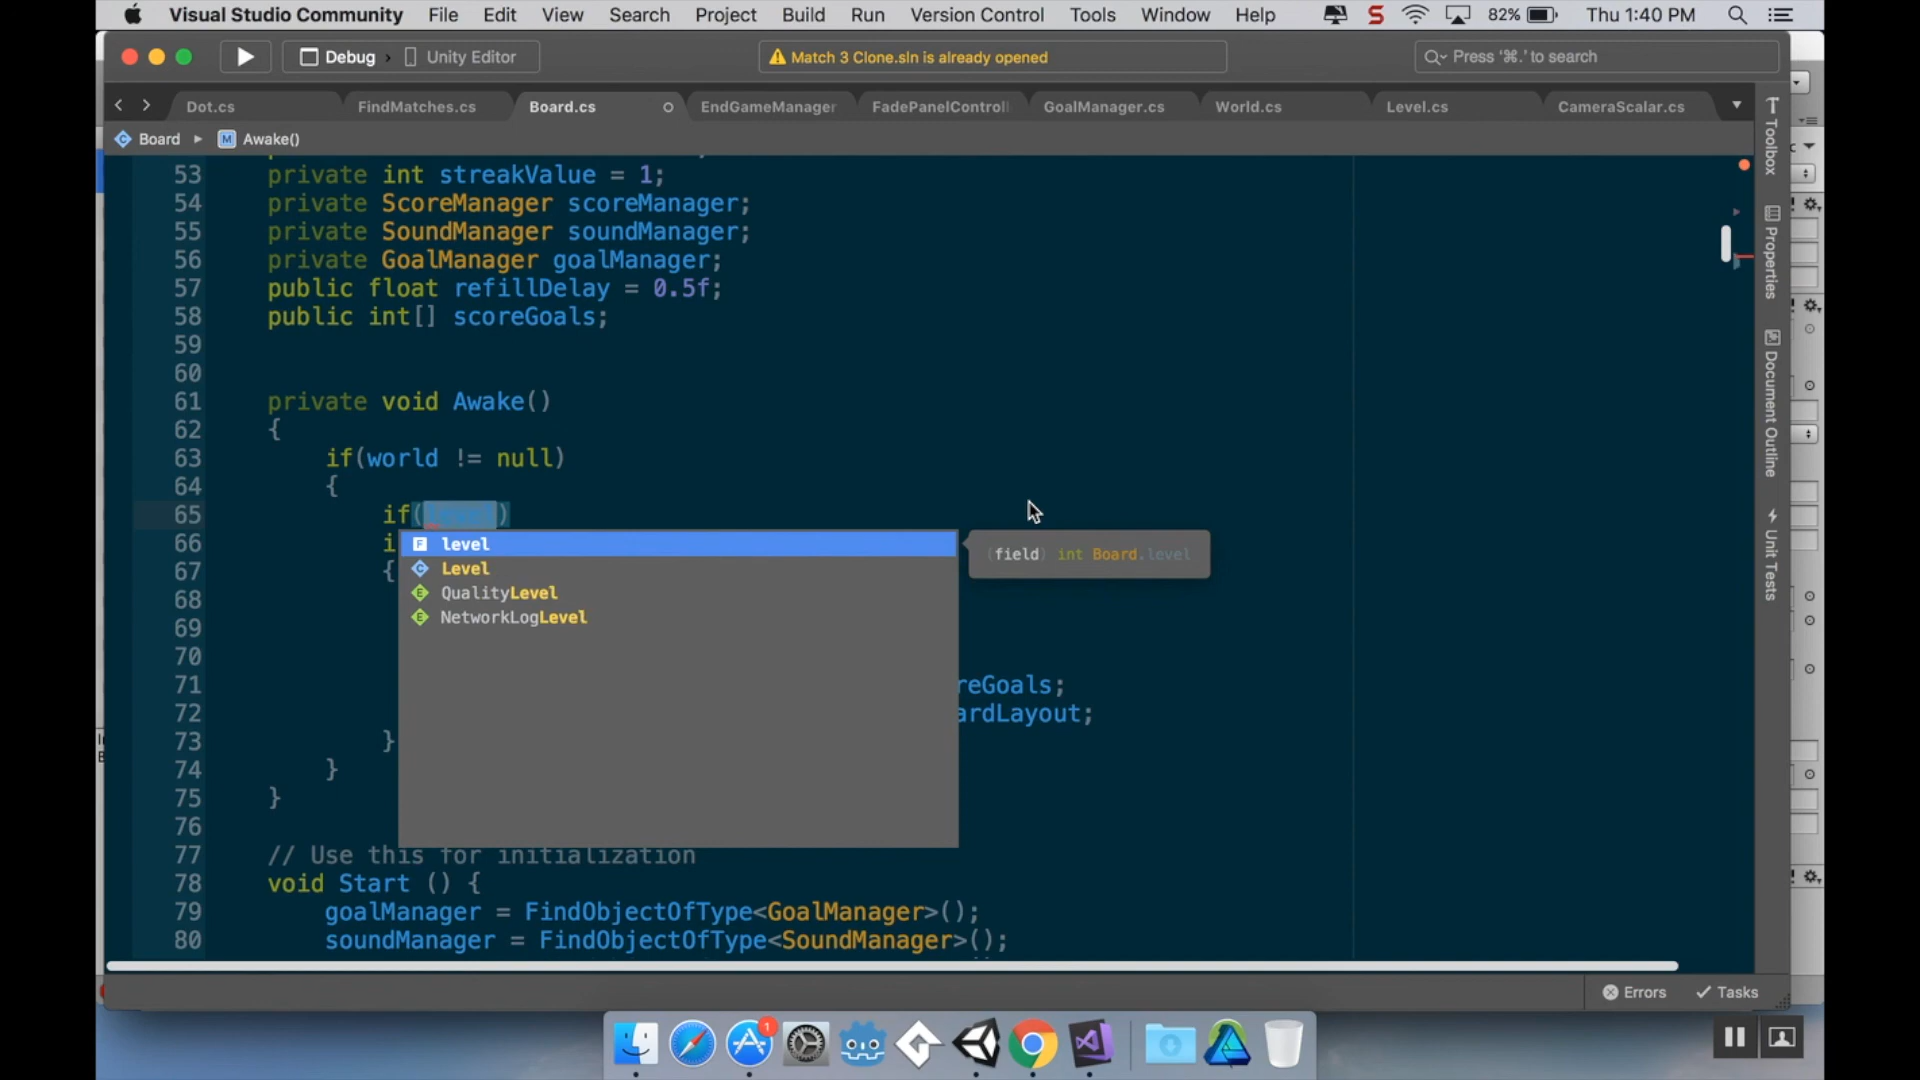 Visual Studio Community File Edit View Search Project Build Run Version Control Tools Window Help 82% Thu 1:40 PM
Debug Unity Editor Match 3 Clone.sln is already opened Press '⌘.' to search
Dot.cs FindMatches.cs Board.cs EndGameManager FadePanelControll GoalManager.cs World.cs Level.cs CameraScalar.cs
Board Awake()
53 private int streakValue = 1;
54 private ScoreManager scoreManager;
55 private SoundManager soundManager;
56 private GoalManager goalManager;
57 public float refillDelay = 0.5f;
58 public int[] scoreGoals;
59
60
61 private void Awake()
62 {
63 if(world != null)
64 {
65 if(level)
66 i
67 {
68
69
70
71 reGoals;
72 ardLayout;
73 }
74 }
75 }
76
77 // Use this for initialization
78 void Start () {
79 goalManager = FindObjectOfType<GoalManager>();
80 soundManager = FindObjectOfType<SoundManager>();
level
Level
QualityLevel
NetworkLogLevel
(field) int Board.level
Toolbox
Properties
Document Outline
Unit Tests
Errors Tasks
1